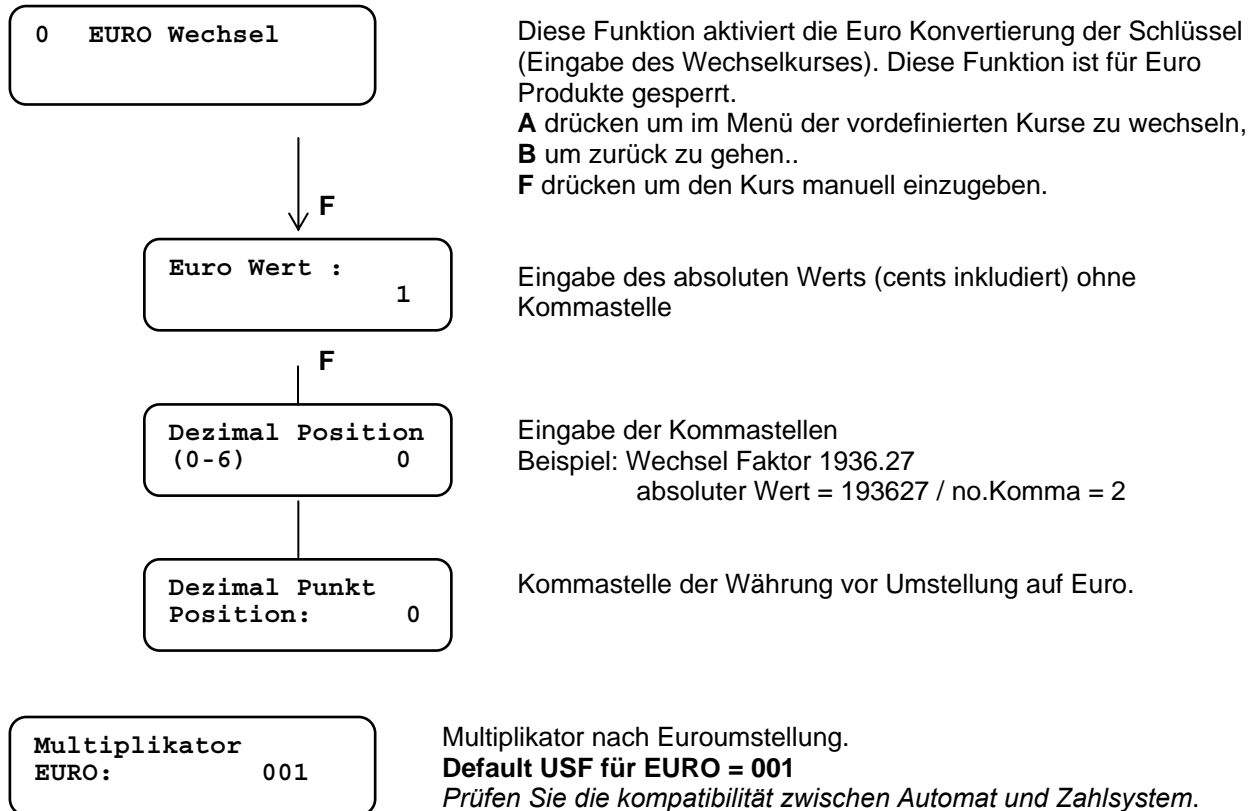 0 EURO Wechsel
Diese Funktion aktiviert die Euro Konvertierung der Schlüssel
(Eingabe des Wechselkurses). Diese Funktion ist für Euro
Produkte gesperrt.
A drücken um im Menü der vordefinierten Kurse zu wechseln,
B um zurück zu gehen..
F drücken um den Kurs manuell einzugeben.
F
Euro Wert :
1
Eingabe des absoluten Werts (cents inkludiert) ohne
Kommastelle
F
Dezimal Position
(0-6) 0
Eingabe der Kommastellen
Beispiel: Wechsel Faktor 1936.27
absoluter Wert = 193627 / no.Komma = 2
Dezimal Punkt
Position: 0
Kommastelle der Währung vor Umstellung auf Euro.
Multiplikator
EURO: 001
Multiplikator nach Euroumstellung.
Default USF für EURO = 001
Prüfen Sie die kompatibilität zwischen Automat und Zahlsystem.